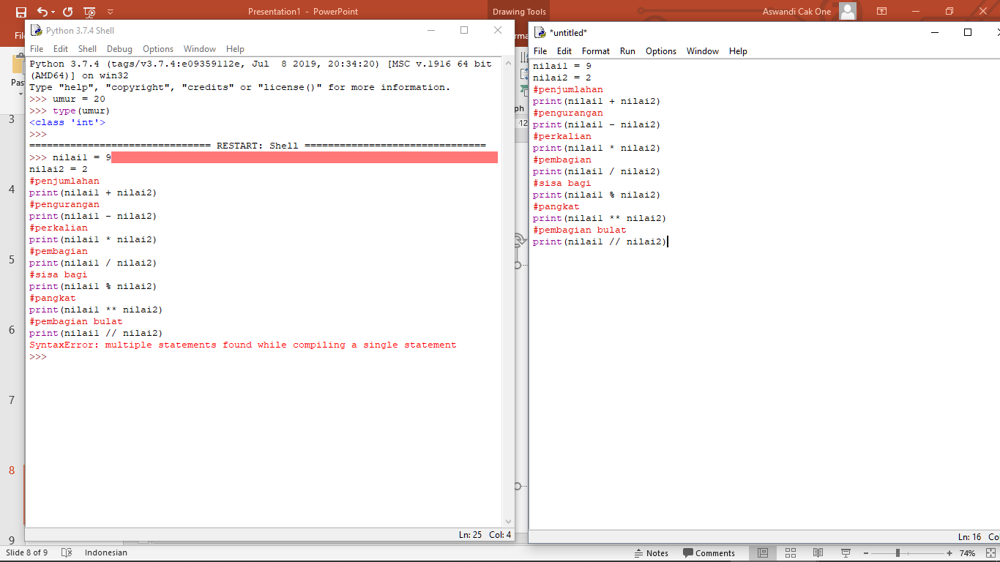 Presentation1 - PowerPoint
Drawing Tools
Aswandi Cak One
Python 3.7.4 Shell
File Edit Shell Debug Options Window Help
Python 3.7.4 (tags/v3.7.4:e09359112e, Jul  8 2019, 20:34:20) [MSC v.1916 64 bit
(AMD64)] on win32
Type "help", "copyright", "credits" or "license()" for more information.
>>> umur = 20
>>> type(umur)
<class 'int'>
>>>
=============================== RESTART: Shell ===============================
>>> nilai1 = 9
nilai2 = 2
#penjumlahan
print(nilai1 + nilai2)
#pengurangan
print(nilai1 - nilai2)
#perkalian
print(nilai1 * nilai2)
#pembagian
print(nilai1 / nilai2)
#sisa bagi
print(nilai1 % nilai2)
#pangkat
print(nilai1 ** nilai2)
#pembagian bulat
print(nilai1 // nilai2)
SyntaxError: multiple statements found while compiling a single statement
>>>
Ln: 25 Col: 4
*untitled*
File Edit Format Run Options Window Help
nilai1 = 9
nilai2 = 2
#penjumlahan
print(nilai1 + nilai2)
#pengurangan
print(nilai1 - nilai2)
#perkalian
print(nilai1 * nilai2)
#pembagian
print(nilai1 / nilai2)
#sisa bagi
print(nilai1 % nilai2)
#pangkat
print(nilai1 ** nilai2)
#pembagian bulat
print(nilai1 // nilai2)
Ln: 16 Co
3
4
5
6
7
8
9
Slide 8 of 9 Indonesian
Notes Comments 74%